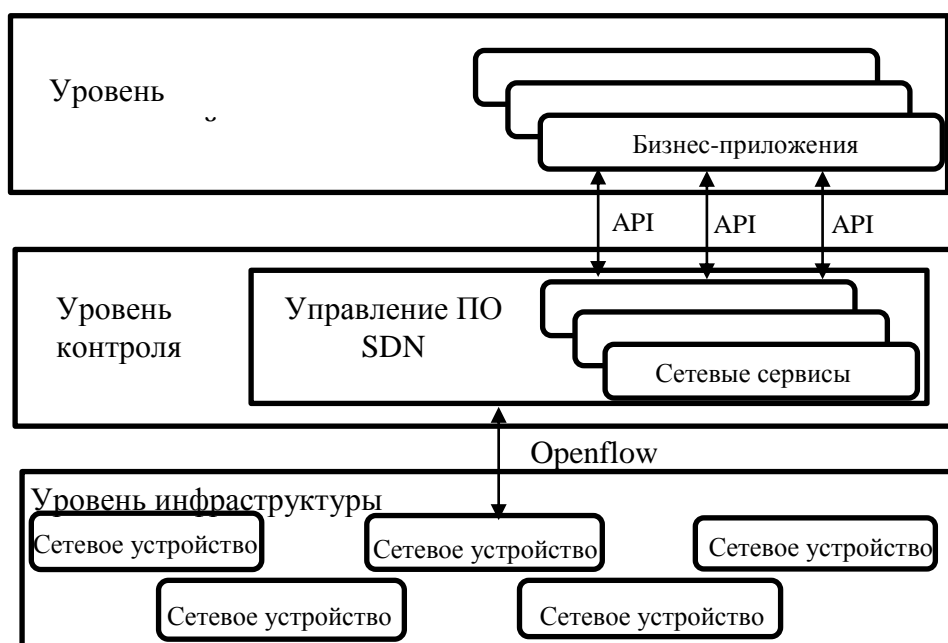 Уровень
Бизнес-приложения
API
API
API
Уровень
контроля
Управление ПО
SDN
Сетевые сервисы
Openflow
Уровень инфраструктуры
Сетевое устройство
Сетевое устройство
Сетевое устройство
Сетевое устройство
Сетевое устройство